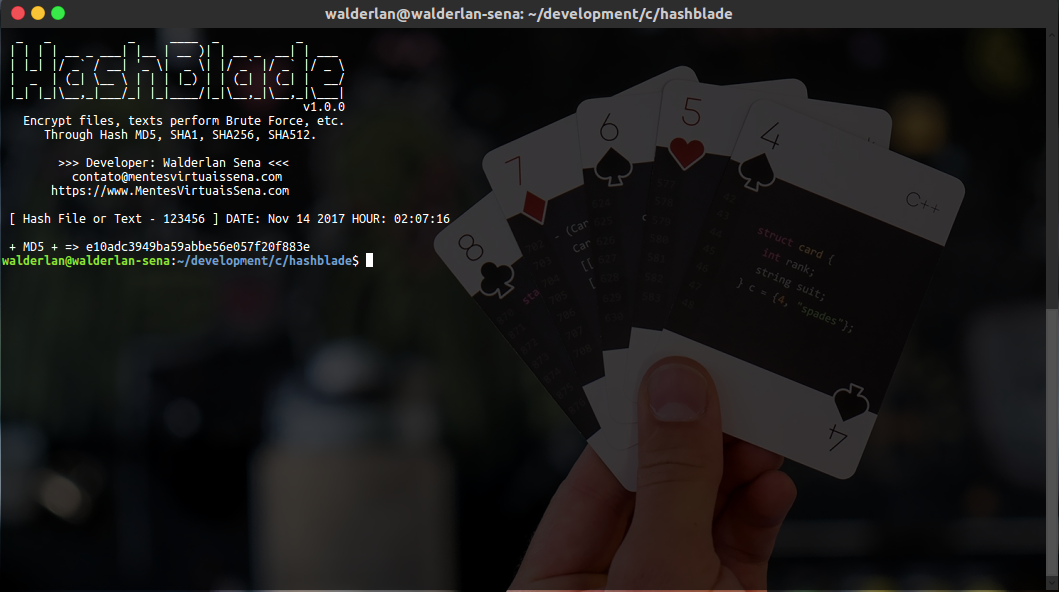 walderlan@walderlan-sena: ~/development/c/hashblade
HashBlade
v1.0.0
Encrypt files, texts perform Brute Force, etc.
Through Hash MD5, SHA1, SHA256, SHA512.
>>> Developer: Walderlan Sena <<<
contato@mentesvirtuaissena.com
https://www.MentesVirtuaisSena.com
[ Hash File or Text - 123456 ] DATE: Nov 14 2017 HOUR: 02:07:16
+ MD5 + => e10adc3949ba59abbe56e057f20f883e
walderlan@walderlan-sena:~/development/c/hashblade$
8
7
6
5
4
C++
struct card {
int rank;
string suit;
} c = {4, "spades"};
4